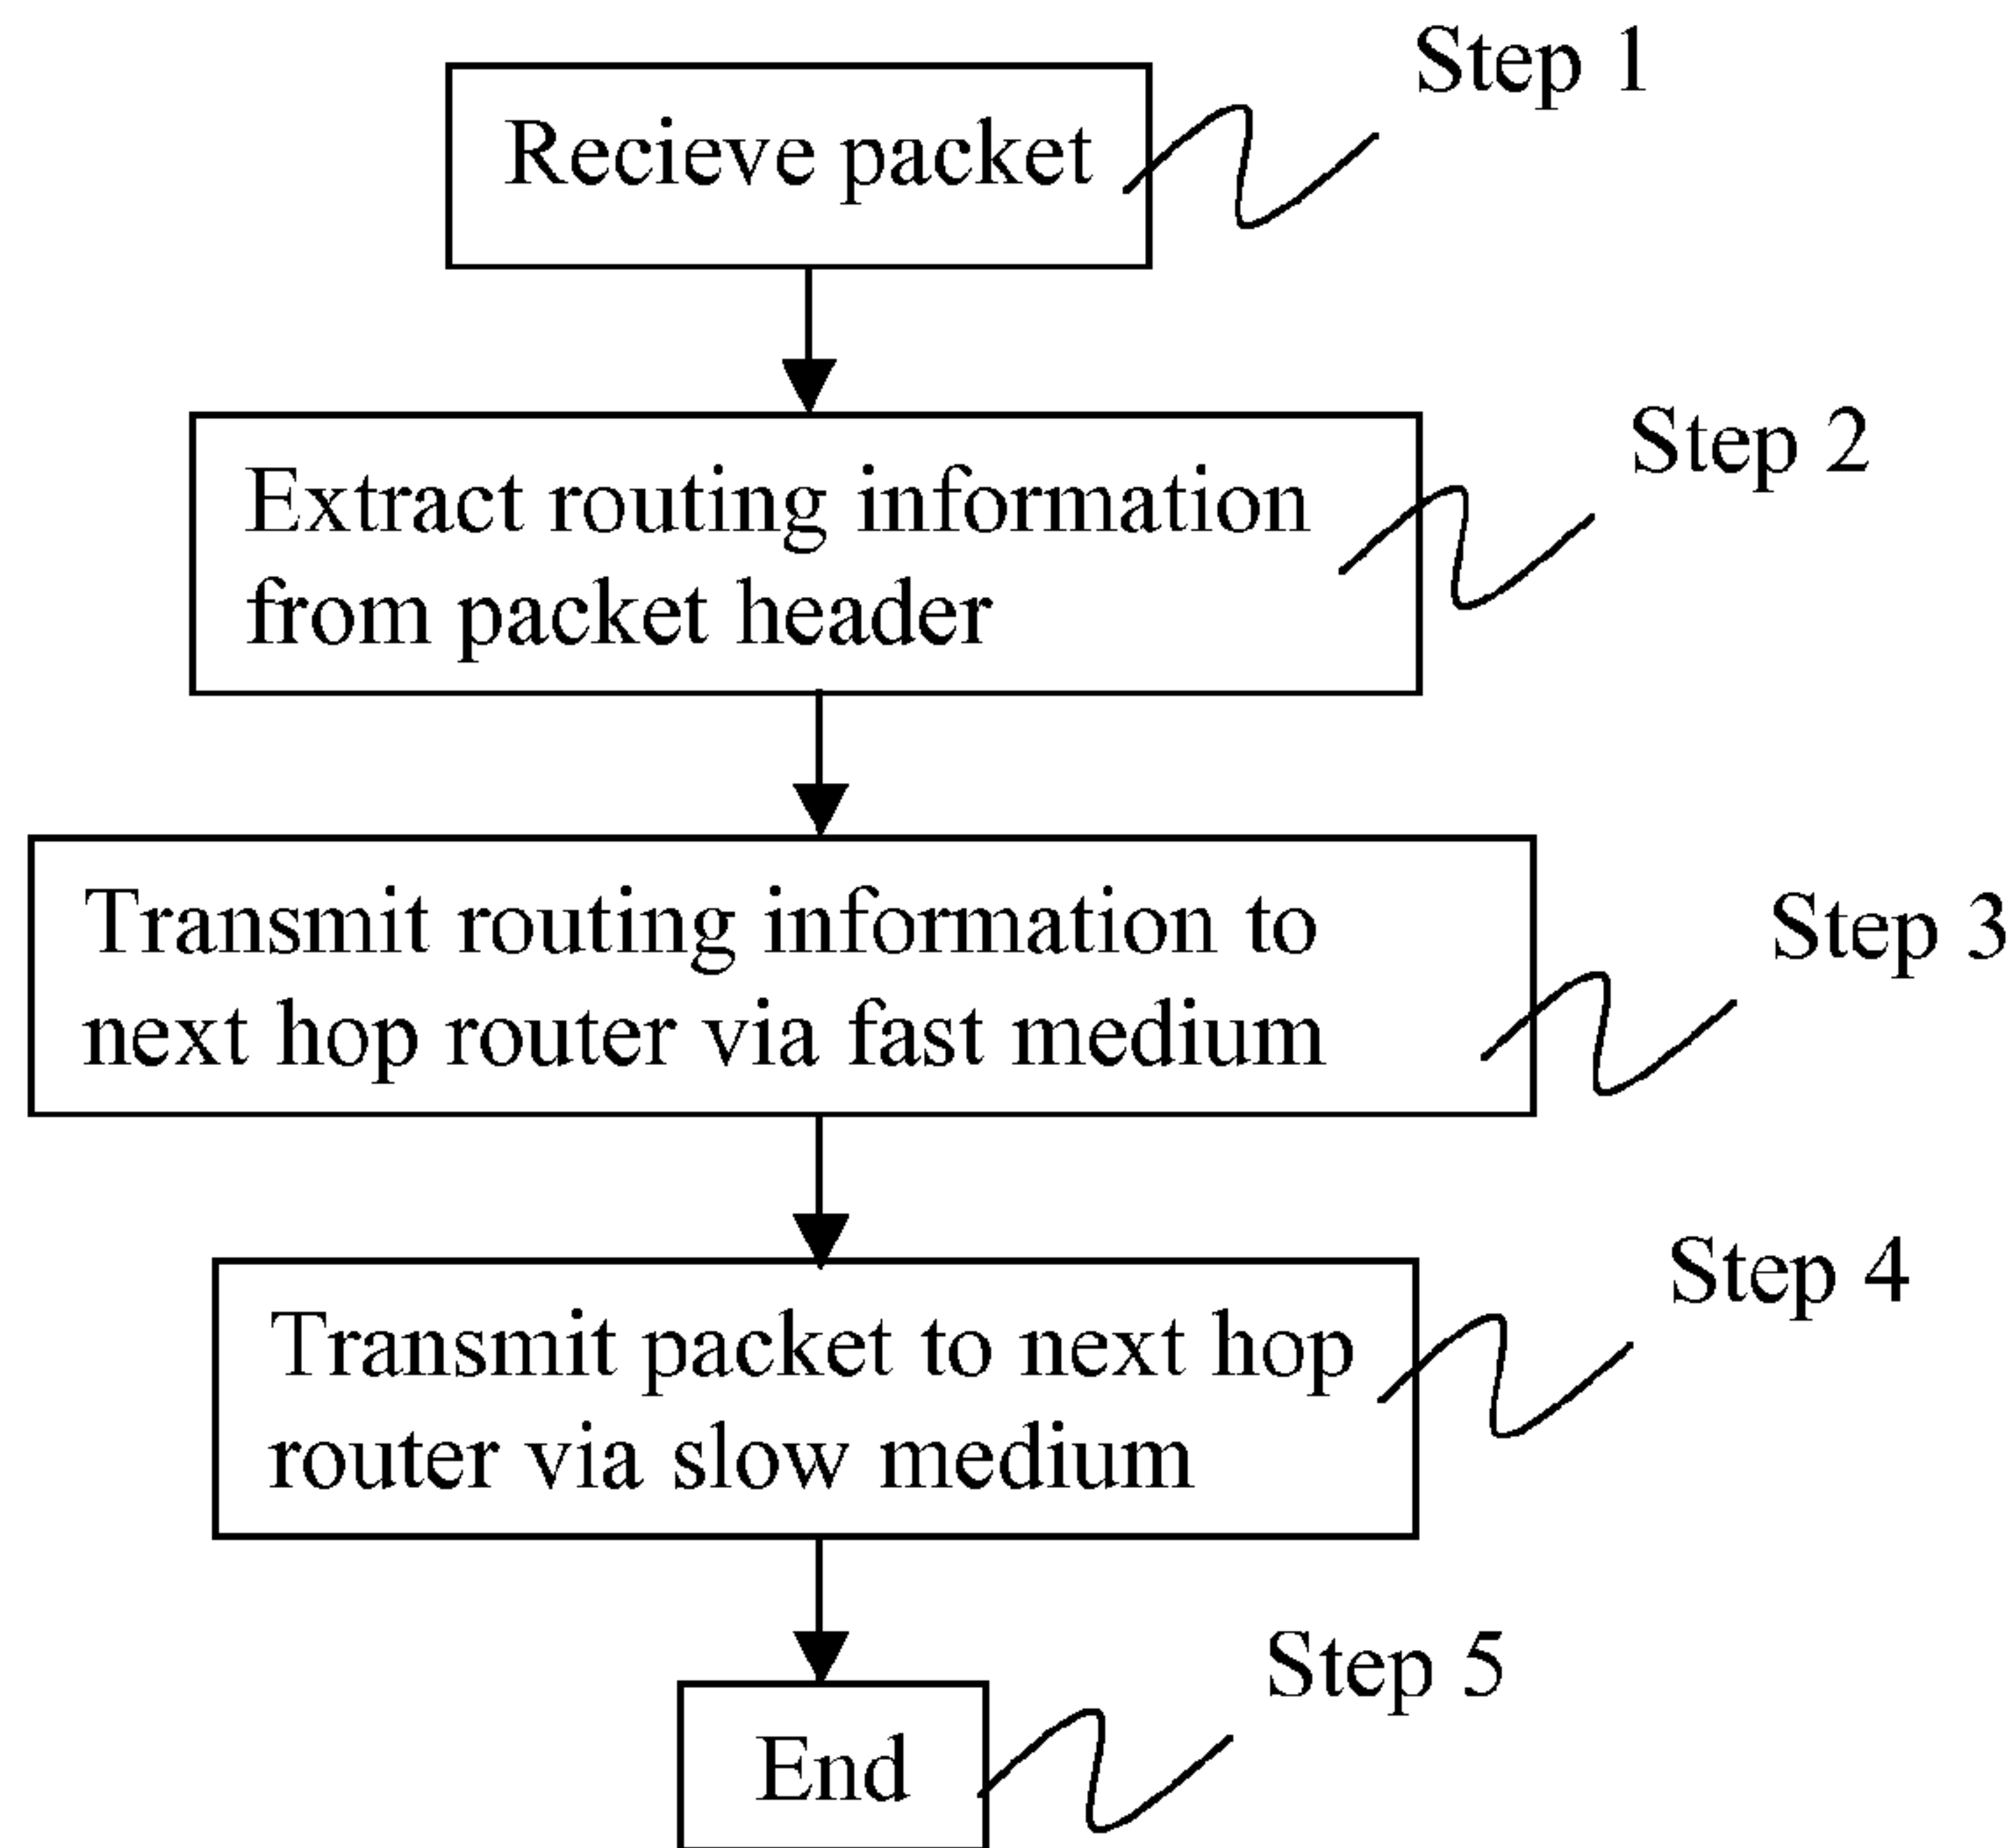 Step 1
Recieve packet
Step 2
Extract routing information
from packet header
Step 3
Transmit routing information to
next hop router via fast medium
Step 4
Transmit packet to next hop
router via slow medium
Step 5
End